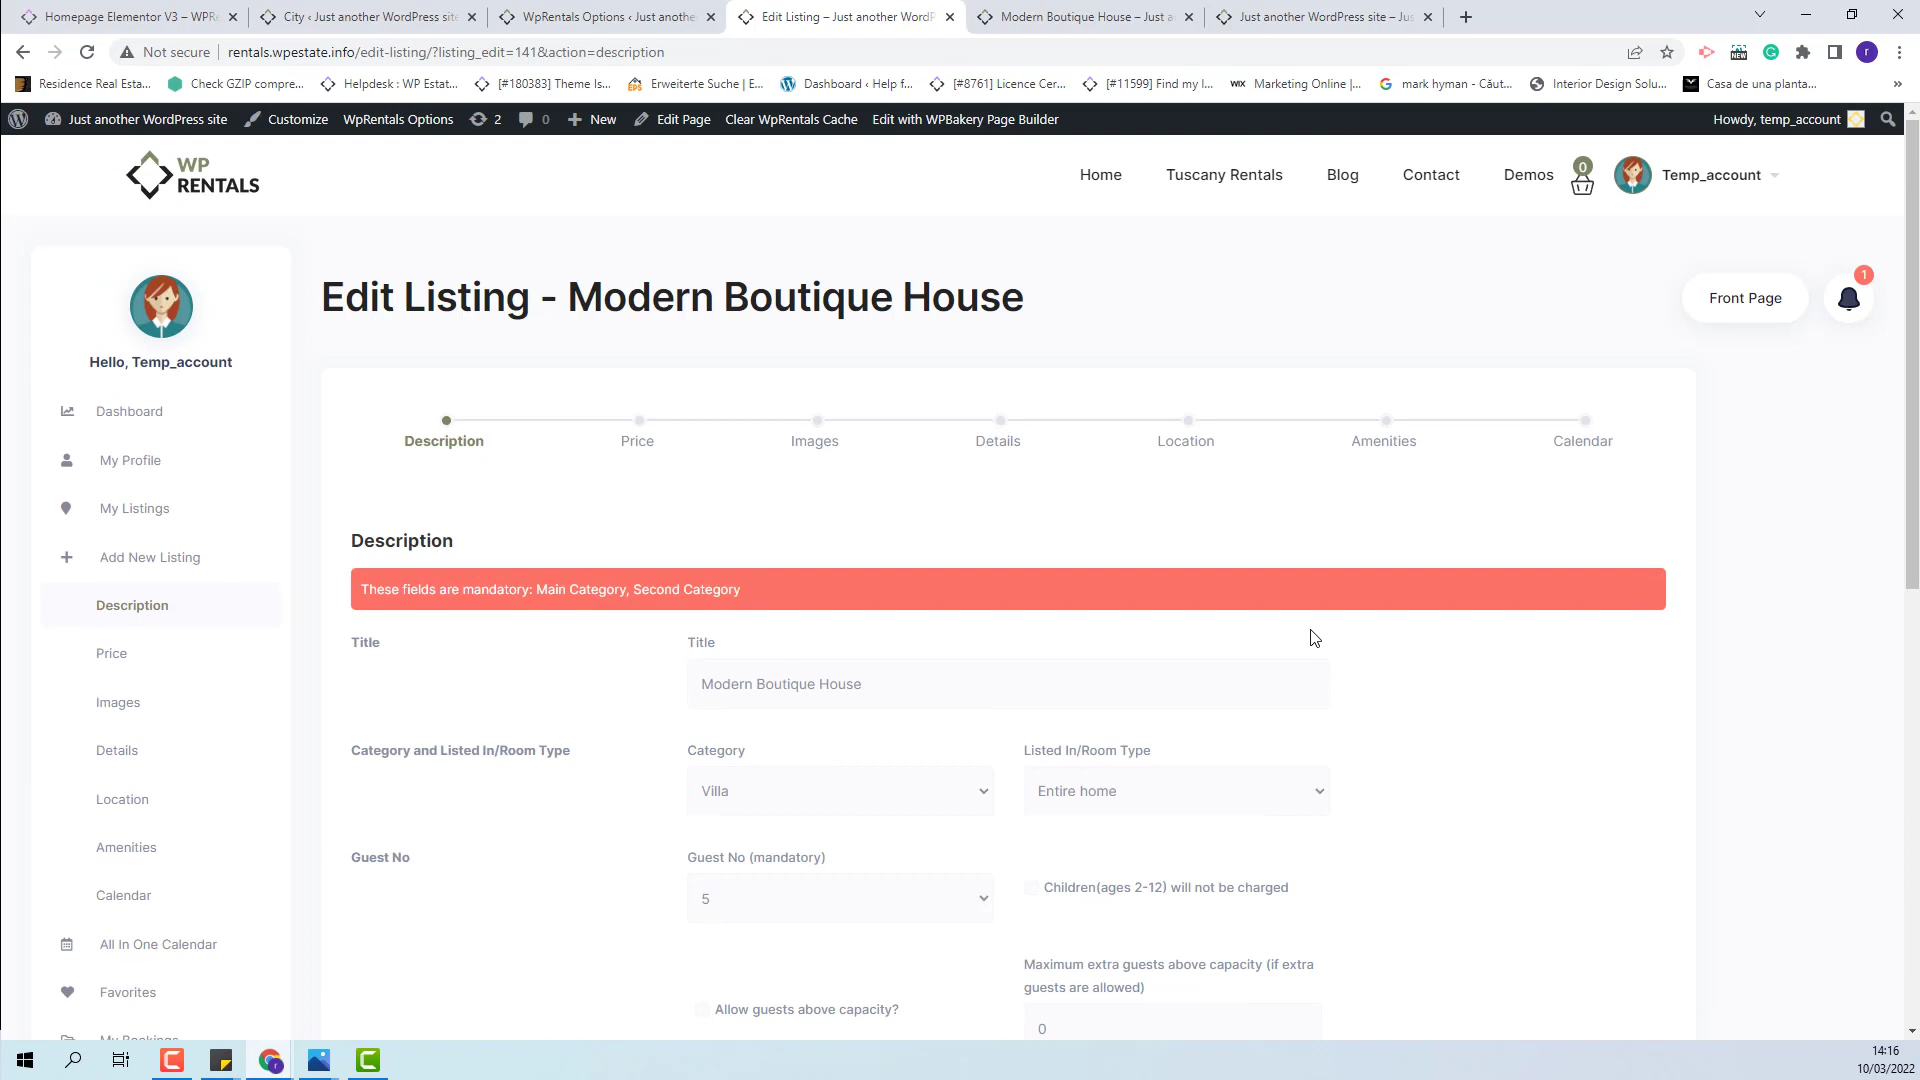 Homepage Elementor V3 – WPRe
City ‹ Just another WordPress site
WpRentals Options ‹ Just anothe
Edit Listing – Just another WordP
Modern Boutique House – Just a
Just another WordPress site – Jus
Not secure
rentals.wpestate.info/edit-listing/?listing_edit=141&action=description
Residence Real Esta...
Check GZIP compre...
Helpdesk : WP Estat...
[#180383] Theme Is...
Erweiterte Suche | E...
Dashboard ‹ Help f...
[#8761] Licence Cer...
[#11599] Find my l...
WIX
Marketing Online |...
mark hyman - Cãut...
Interior Design Solu...
Casa de una planta...
»
Just another WordPress site
Customize
WpRentals Options
2
0
New
Edit Page
Clear WpRentals Cache
Edit with WPBakery Page Builder
Howdy, temp_account
WP
RENTALS
Home
Tuscany Rentals
Blog
Contact
Demos
0
Temp_account
Hello, Temp_account
Dashboard
My Profile
My Listings
Add New Listing
Description
Price
Images
Details
Location
Amenities
Calendar
All In One Calendar
Favorites
My Bookings
Edit Listing - Modern Boutique House
Front Page
1
Description
Price
Images
Details
Location
Amenities
Calendar
Description
These fields are mandatory: Main Category, Second Category
Title
Title
Modern Boutique House
Category and Listed In/Room Type
Category
Listed In/Room Type
Villa
Entire home
Guest No
Guest No (mandatory)
5
Children(ages 2-12) will not be charged
Allow guests above capacity?
Maximum extra guests above capacity (if extra
guests are allowed)
0
14:16
10/03/2022